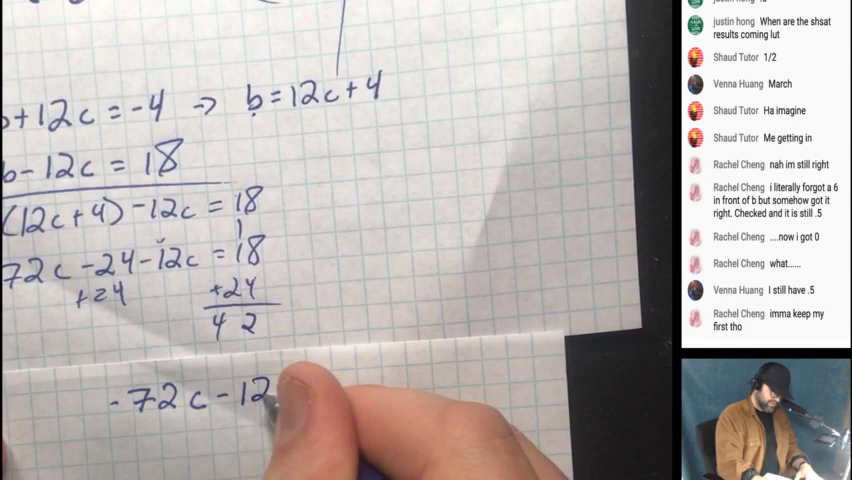 +12c = -4 → b = 12c + 4
b - 12c = 18
(12c+4) - 12c = 18
1
72c - 24 - 12c = 18
+24 +24
42
-72c - 12
justin hong When are the shsat
results coming lut
Shaud Tutor 1/2
Venna Huang March
Shaud Tutor Ha imagine
Shaud Tutor Me getting in
Rachel Cheng nah im still right
Rachel Cheng i literally forgot a 6
in front of b but somehow got it
right. Checked and it is still .5
Rachel Cheng ....now i got 0
Rachel Cheng what......
Venna Huang I still have .5
Rachel Cheng imma keep my
first tho